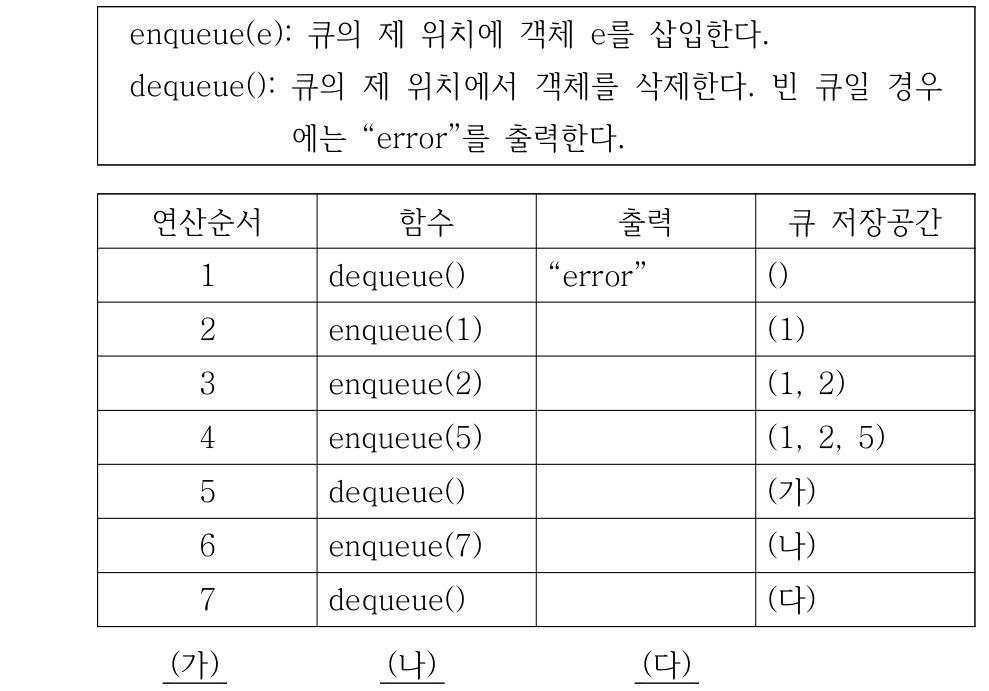 enqueue(e): 큐의 제 위치에 객체 e를 삽입한다.
dequeue(): 큐의 제 위치에서 객체를 삭제한다. 빈 큐일 경우
에는 “error”를 출력한다.
연산순서 함수 출력 큐 저장공간
1 dequeue() “error” ()
2 enqueue(1) (1)
3 enqueue(2) (1, 2)
4 enqueue(5) (1, 2, 5)
5 dequeue() (가)
6 enqueue(7) (나)
7 dequeue() (다)
(가) (나) (다)